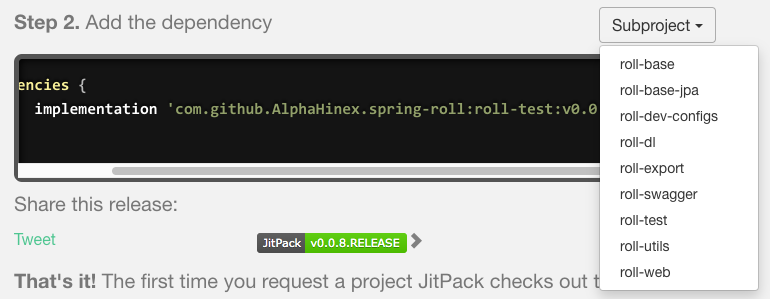 Step 2. Add the dependency
Subproject
encies {
implementation 'com.github.AlphaHinex.spring-roll:roll-test:v0.0
roll-base
roll-base-jpa
roll-dev-configs
roll-dl
roll-export
roll-swagger
roll-test
roll-utils
roll-web
Share this release:
Tweet
JitPack v0.0.8.RELEASE
That's it! The first time you request a project JitPack checks out t